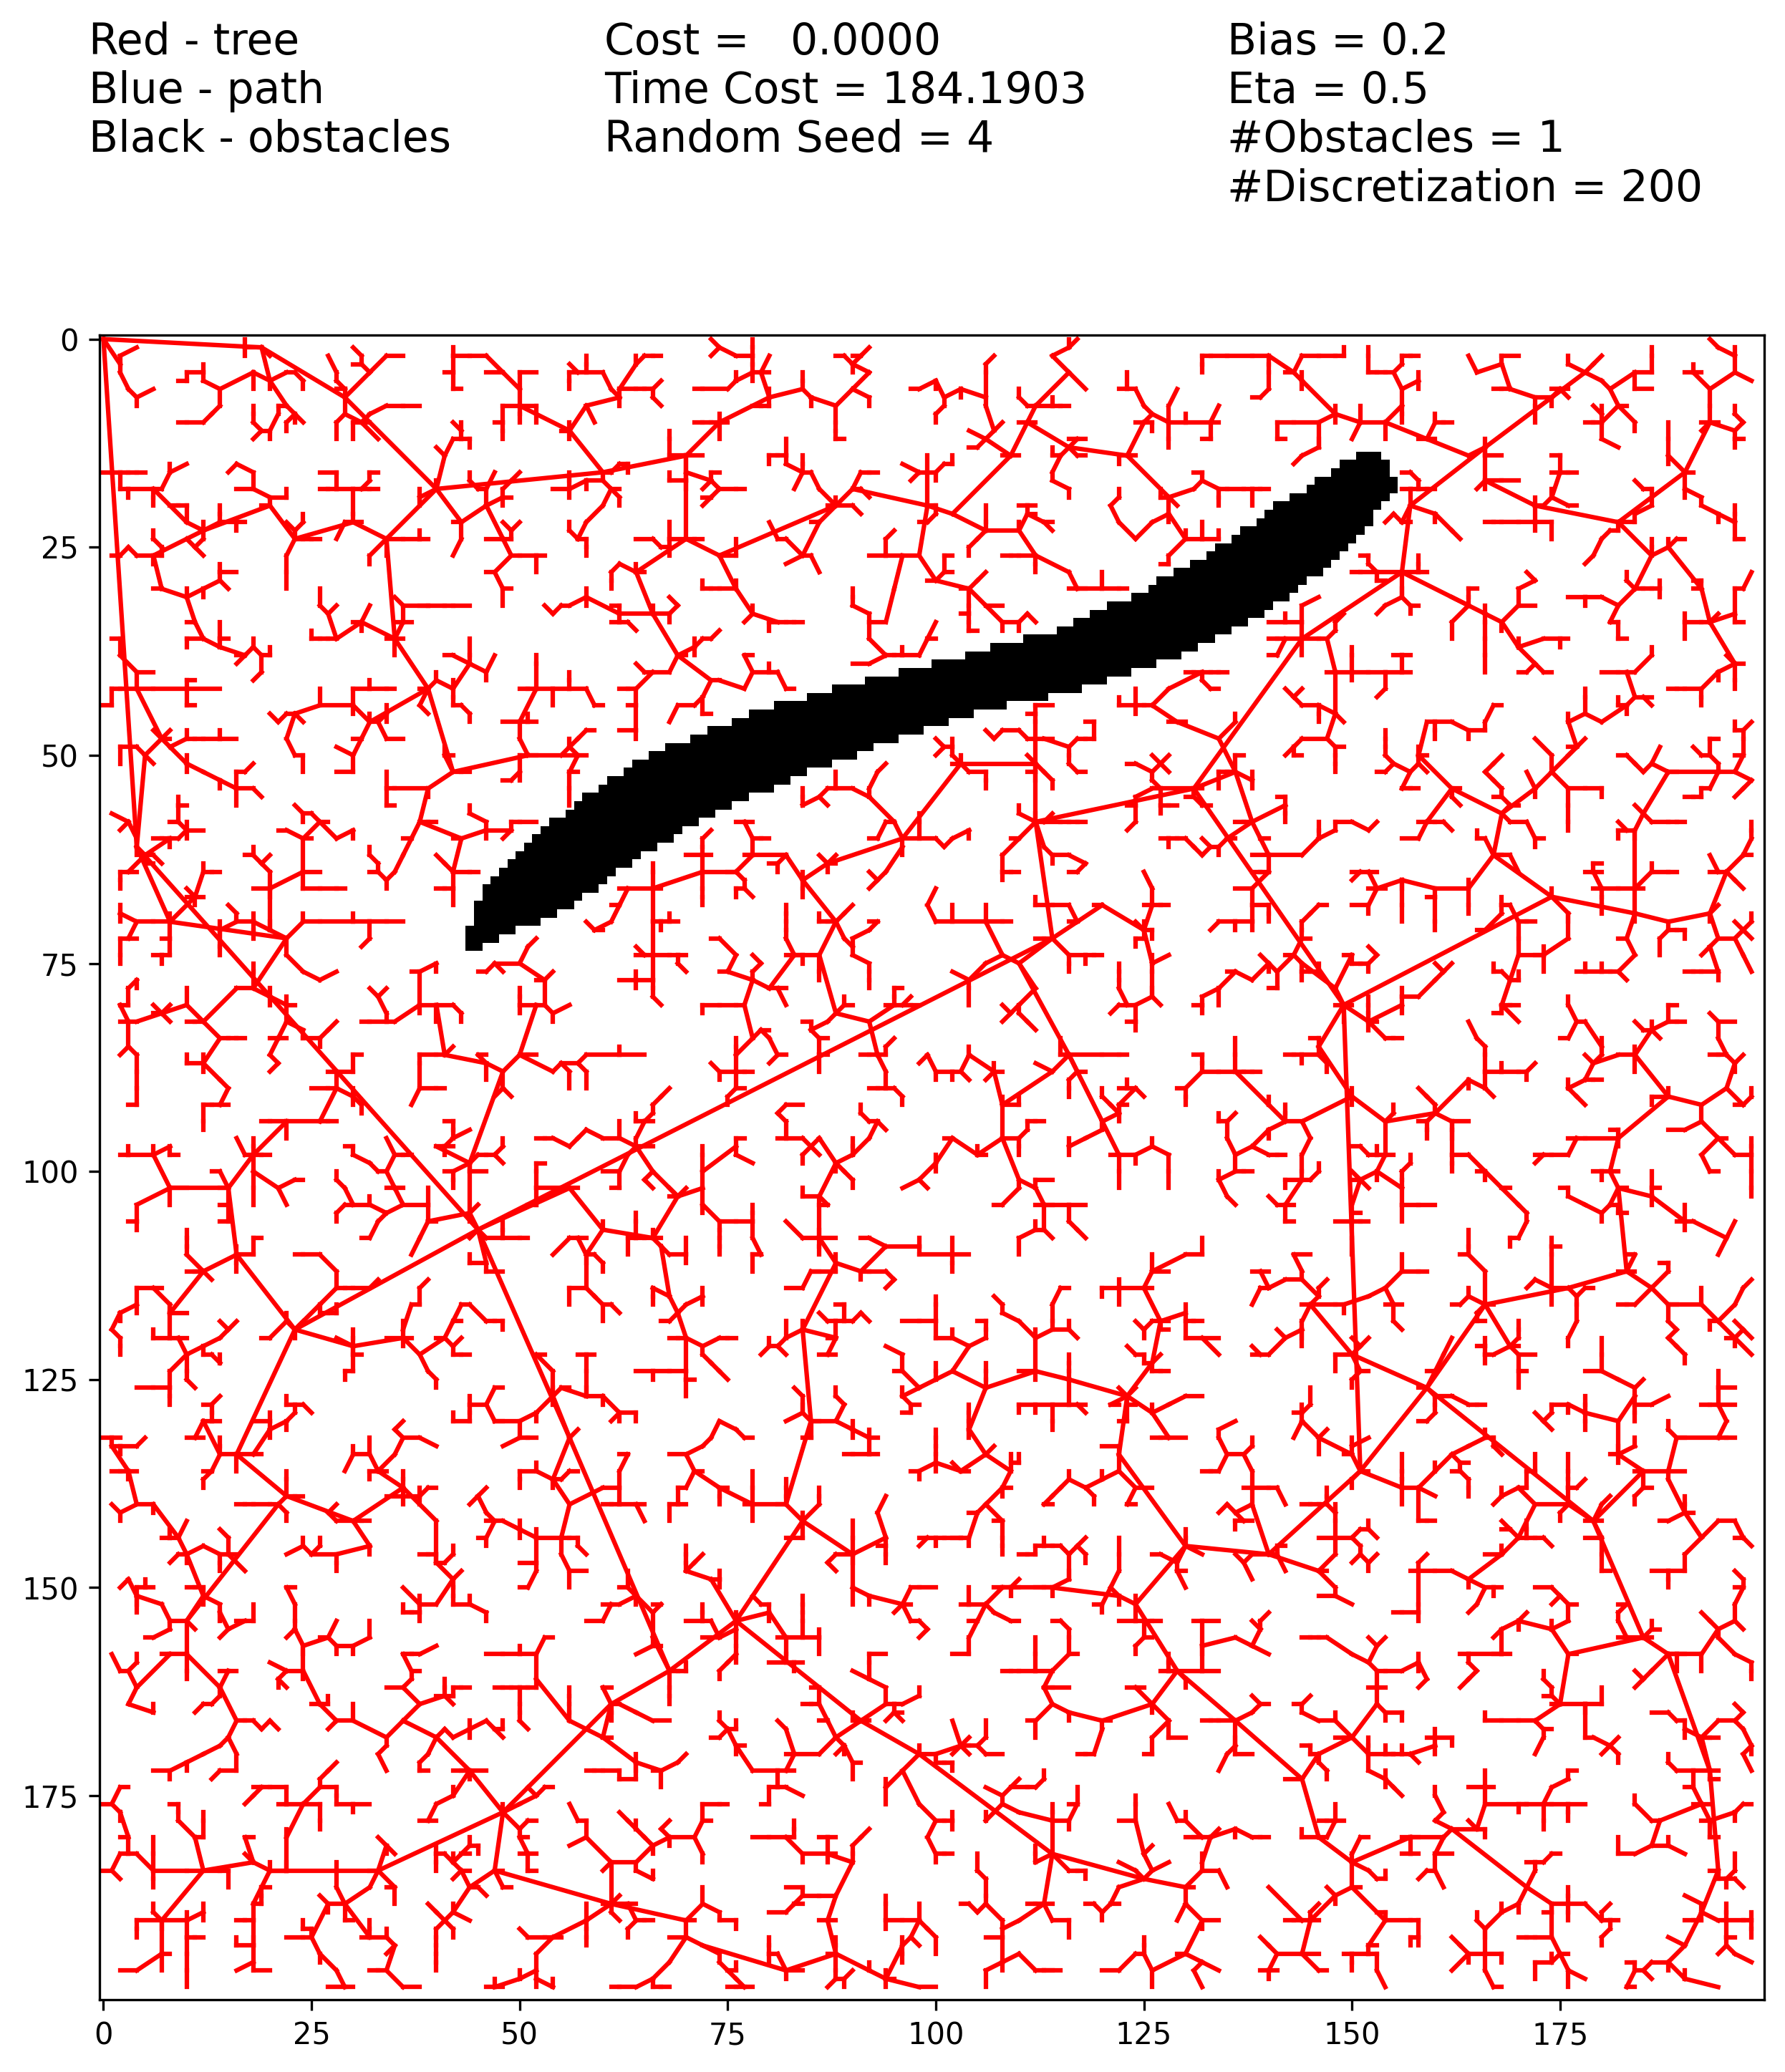 Red - tree
Blue - path
Black - obstacles
Cost =   0.0000
Time Cost = 184.1903
Random Seed = 4
Bias = 0.2
Eta = 0.5
#Obstacles = 1
#Discretization = 200
0
25
50
75
100
125
150
175
0 25 50 75 100 125 150 175